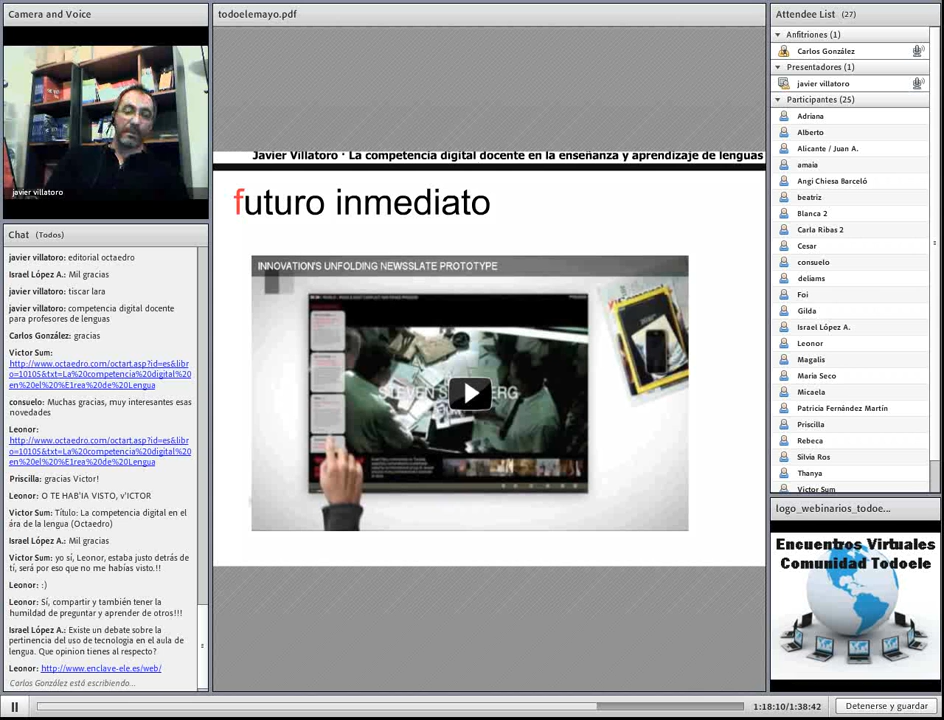 Camera and Voice
javier villatoro
Chat (Todos)
javier villatoro: editorial octaedro
Israel López A.: Mil gracias
javier villatoro: tiscar lara
javier villatoro: competencia digital docente
para profesores de lenguas
Carlos González: gracias
Victor Sum:
http://www.octaedro.com/octart.asp?id=es&libr
o=10105&txt=La%20competencia%20digital%20
en%20el%20%E1rea%20de%20Lengua
consuelo: Muchas gracias, muy interesantes esas
novedades
Leonor:
http://www.octaedro.com/octart.asp?id=es&libr
o=10105&txt=La%20competencia%20digital%20
en%20el%20%E1rea%20de%20Lengua
Priscilla: gracias Victor!
Leonor: O TE HAB'IA VISTO, v'ICTOR
Victor Sum: Título: La competencia digital en el
ára de la lengua (Octaedro)
Israel López A.: Mil gracias
Victor Sum: yo sí, Leonor, estaba justo detrás de
tí, será por eso que no me habías visto.!!
Leonor: :)
Leonor: Sí, compartir y también tener la
humildad de preguntar y aprender de otros!!!
Israel López A.: Existe un debate sobre la
pertinencia del uso de tecnologia en el aula de
lengua. Que opinion tienes al respecto?
Leonor: http://www.enclave-ele.es/web/
Carlos González está escribiendo...
todoelemayo.pdf
Javier Villatoro · La competencia digital docente en la enseñanza y aprendizaje de lenguas
futuro inmediato
INNOVATION'S UNFOLDING NEWSSLATE PROTOTYPE
Attendee List (27)
Anfitriones (1)
Carlos González
Presentadores (1)
javier villatoro
Participantes (25)
Adriana
Alberto
Alicante / Juan A.
amaia
Angi Chiesa Barceló
beatriz
Blanca 2
Carla Ribas 2
Cesar
consuelo
deliams
Foi
Gilda
Israel López A.
Leonor
Magalis
Maria Seco
Micaela
Patricia Fernández Martín
Priscilla
Rebeca
Silvia Ros
Thanya
Victor Sum
logo_webinarios_todoe...
Encuentros Virtuales
Comunidad Todoele
1:18:10/1:38:42
Detenerse y guardar